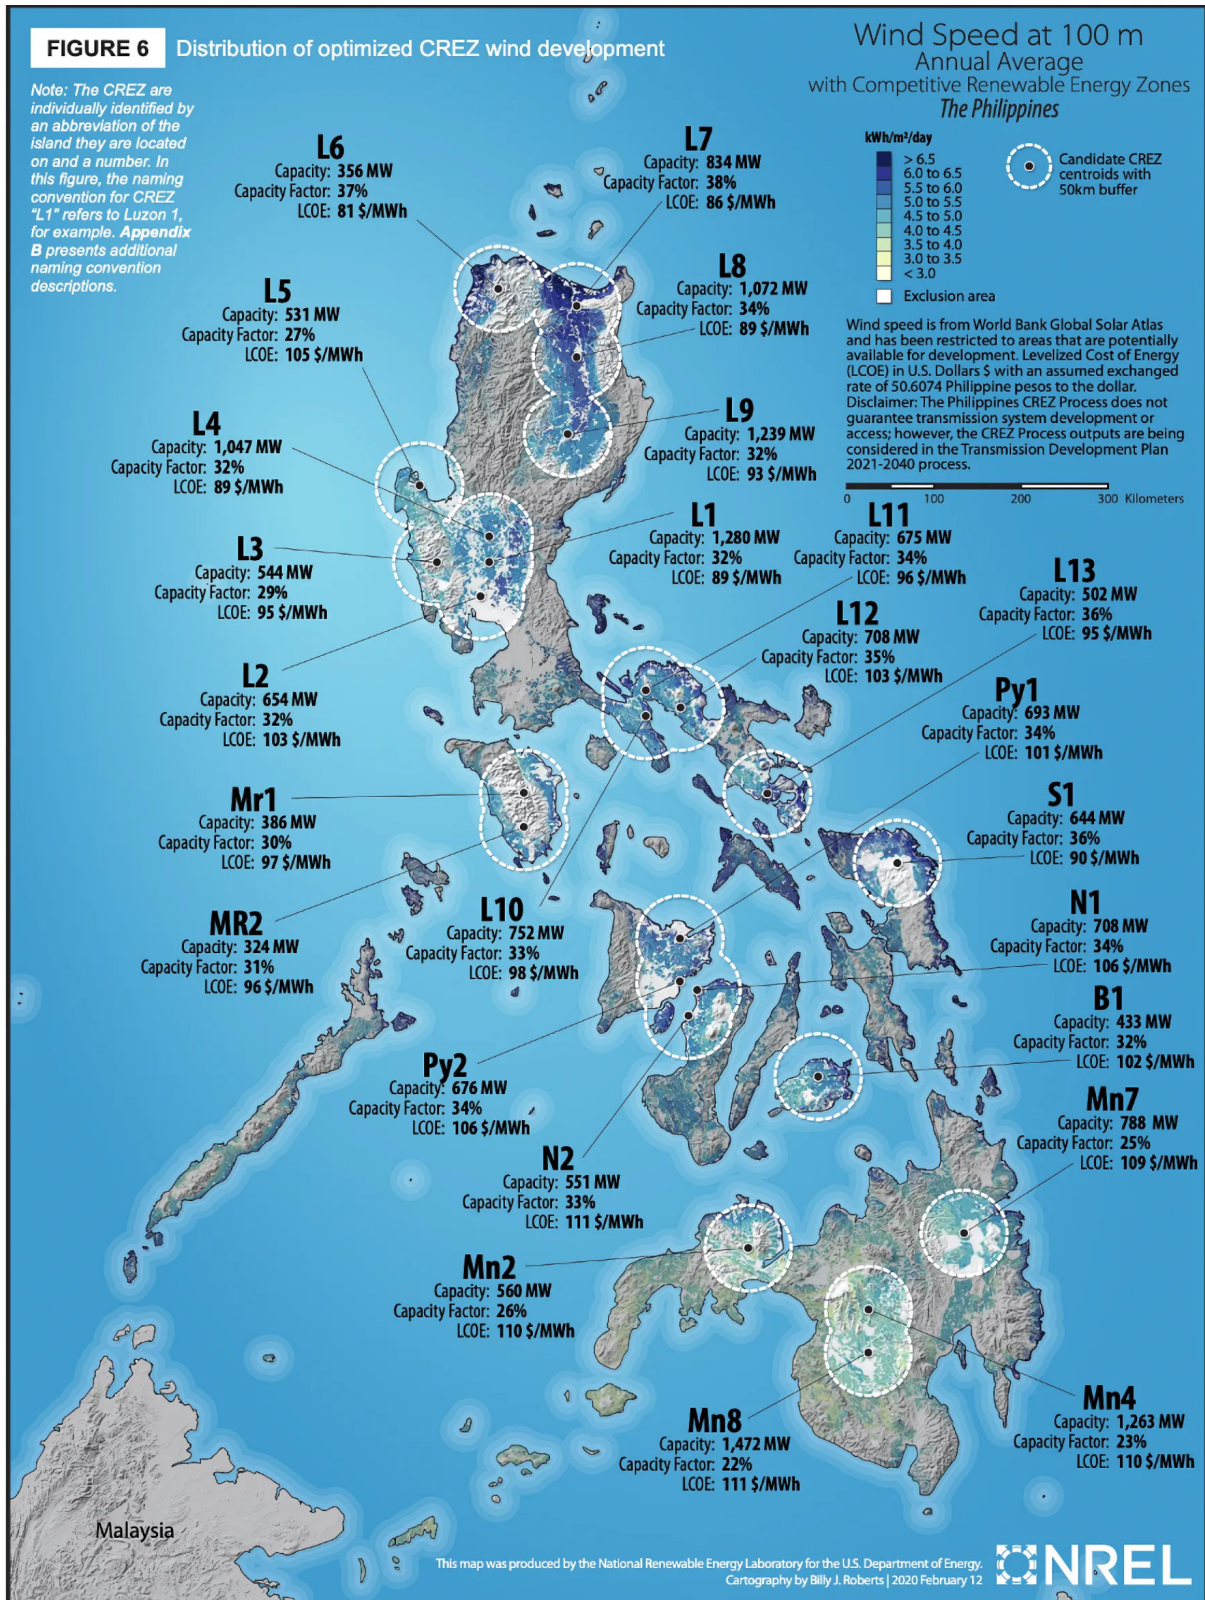 FIGURE 6
Distribution of optimized CREZ wind development
Note: The CREZ are
individually identified by
an abbreviation of the
island they are located
on and a number. In
this figure, the naming
convention for CREZ
“L1” refers to Luzon 1,
for example. Appendix
B presents additional
naming convention
descriptions.
Wind Speed at 100 m
Annual Average
with Competitive Renewable Energy Zones
The Philippines
kWh/m²/day
> 6.5
6.0 to 6.5
5.5 to 6.0
5.0 to 5.5
4.5 to 5.0
4.0 to 4.5
3.5 to 4.0
3.0 to 3.5
< 3.0
Exclusion area
Candidate CREZ
centroids with
50km buffer
Wind speed is from World Bank Global Solar Atlas
and has been restricted to areas that are potentially
available for development. Levelized Cost of Energy
(LCOE) in U.S. Dollars $ with an assumed exchanged
rate of 50.6074 Philippine pesos to the dollar.
Disclaimer: The Philippines CREZ Process does not
guarantee transmission system development or
access; however, the CREZ Process outputs are being
considered in the Transmission Development Plan
2021-2040 process.
0 100 200 300 Kilometers
L6
Capacity: 356 MW
Capacity Factor: 37%
LCOE: 81 $/MWh
L7
Capacity: 834 MW
Capacity Factor: 38%
LCOE: 86 $/MWh
L5
Capacity: 531 MW
Capacity Factor: 27%
LCOE: 105 $/MWh
L8
Capacity: 1,072 MW
Capacity Factor: 34%
LCOE: 89 $/MWh
L4
Capacity: 1,047 MW
Capacity Factor: 32%
LCOE: 89 $/MWh
L9
Capacity: 1,239 MW
Capacity Factor: 32%
LCOE: 93 $/MWh
L3
Capacity: 544 MW
Capacity Factor: 29%
LCOE: 95 $/MWh
L1
Capacity: 1,280 MW
Capacity Factor: 32%
LCOE: 89 $/MWh
L11
Capacity: 675 MW
Capacity Factor: 34%
LCOE: 96 $/MWh
L13
Capacity: 502 MW
Capacity Factor: 36%
LCOE: 95 $/MWh
L12
Capacity: 708 MW
Capacity Factor: 35%
LCOE: 103 $/MWh
L2
Capacity: 654 MW
Capacity Factor: 32%
LCOE: 103 $/MWh
Py1
Capacity: 693 MW
Capacity Factor: 34%
LCOE: 101 $/MWh
Mr1
Capacity: 386 MW
Capacity Factor: 30%
LCOE: 97 $/MWh
S1
Capacity: 644 MW
Capacity Factor: 36%
LCOE: 90 $/MWh
MR2
Capacity: 324 MW
Capacity Factor: 31%
LCOE: 96 $/MWh
L10
Capacity: 752 MW
Capacity Factor: 33%
LCOE: 98 $/MWh
N1
Capacity: 708 MW
Capacity Factor: 34%
LCOE: 106 $/MWh
B1
Capacity: 433 MW
Capacity Factor: 32%
LCOE: 102 $/MWh
Py2
Capacity: 676 MW
Capacity Factor: 34%
LCOE: 106 $/MWh
Mn7
Capacity: 788 MW
Capacity Factor: 25%
LCOE: 109 $/MWh
N2
Capacity: 551 MW
Capacity Factor: 33%
LCOE: 111 $/MWh
Mn2
Capacity: 560 MW
Capacity Factor: 26%
LCOE: 110 $/MWh
Mn4
Capacity: 1,263 MW
Capacity Factor: 23%
LCOE: 110 $/MWh
Mn8
Capacity: 1,472 MW
Capacity Factor: 22%
LCOE: 111 $/MWh
Malaysia
This map was produced by the National Renewable Energy Laboratory for the U.S. Department of Energy.
Cartography by Billy J. Roberts | 2020 February 12
NREL